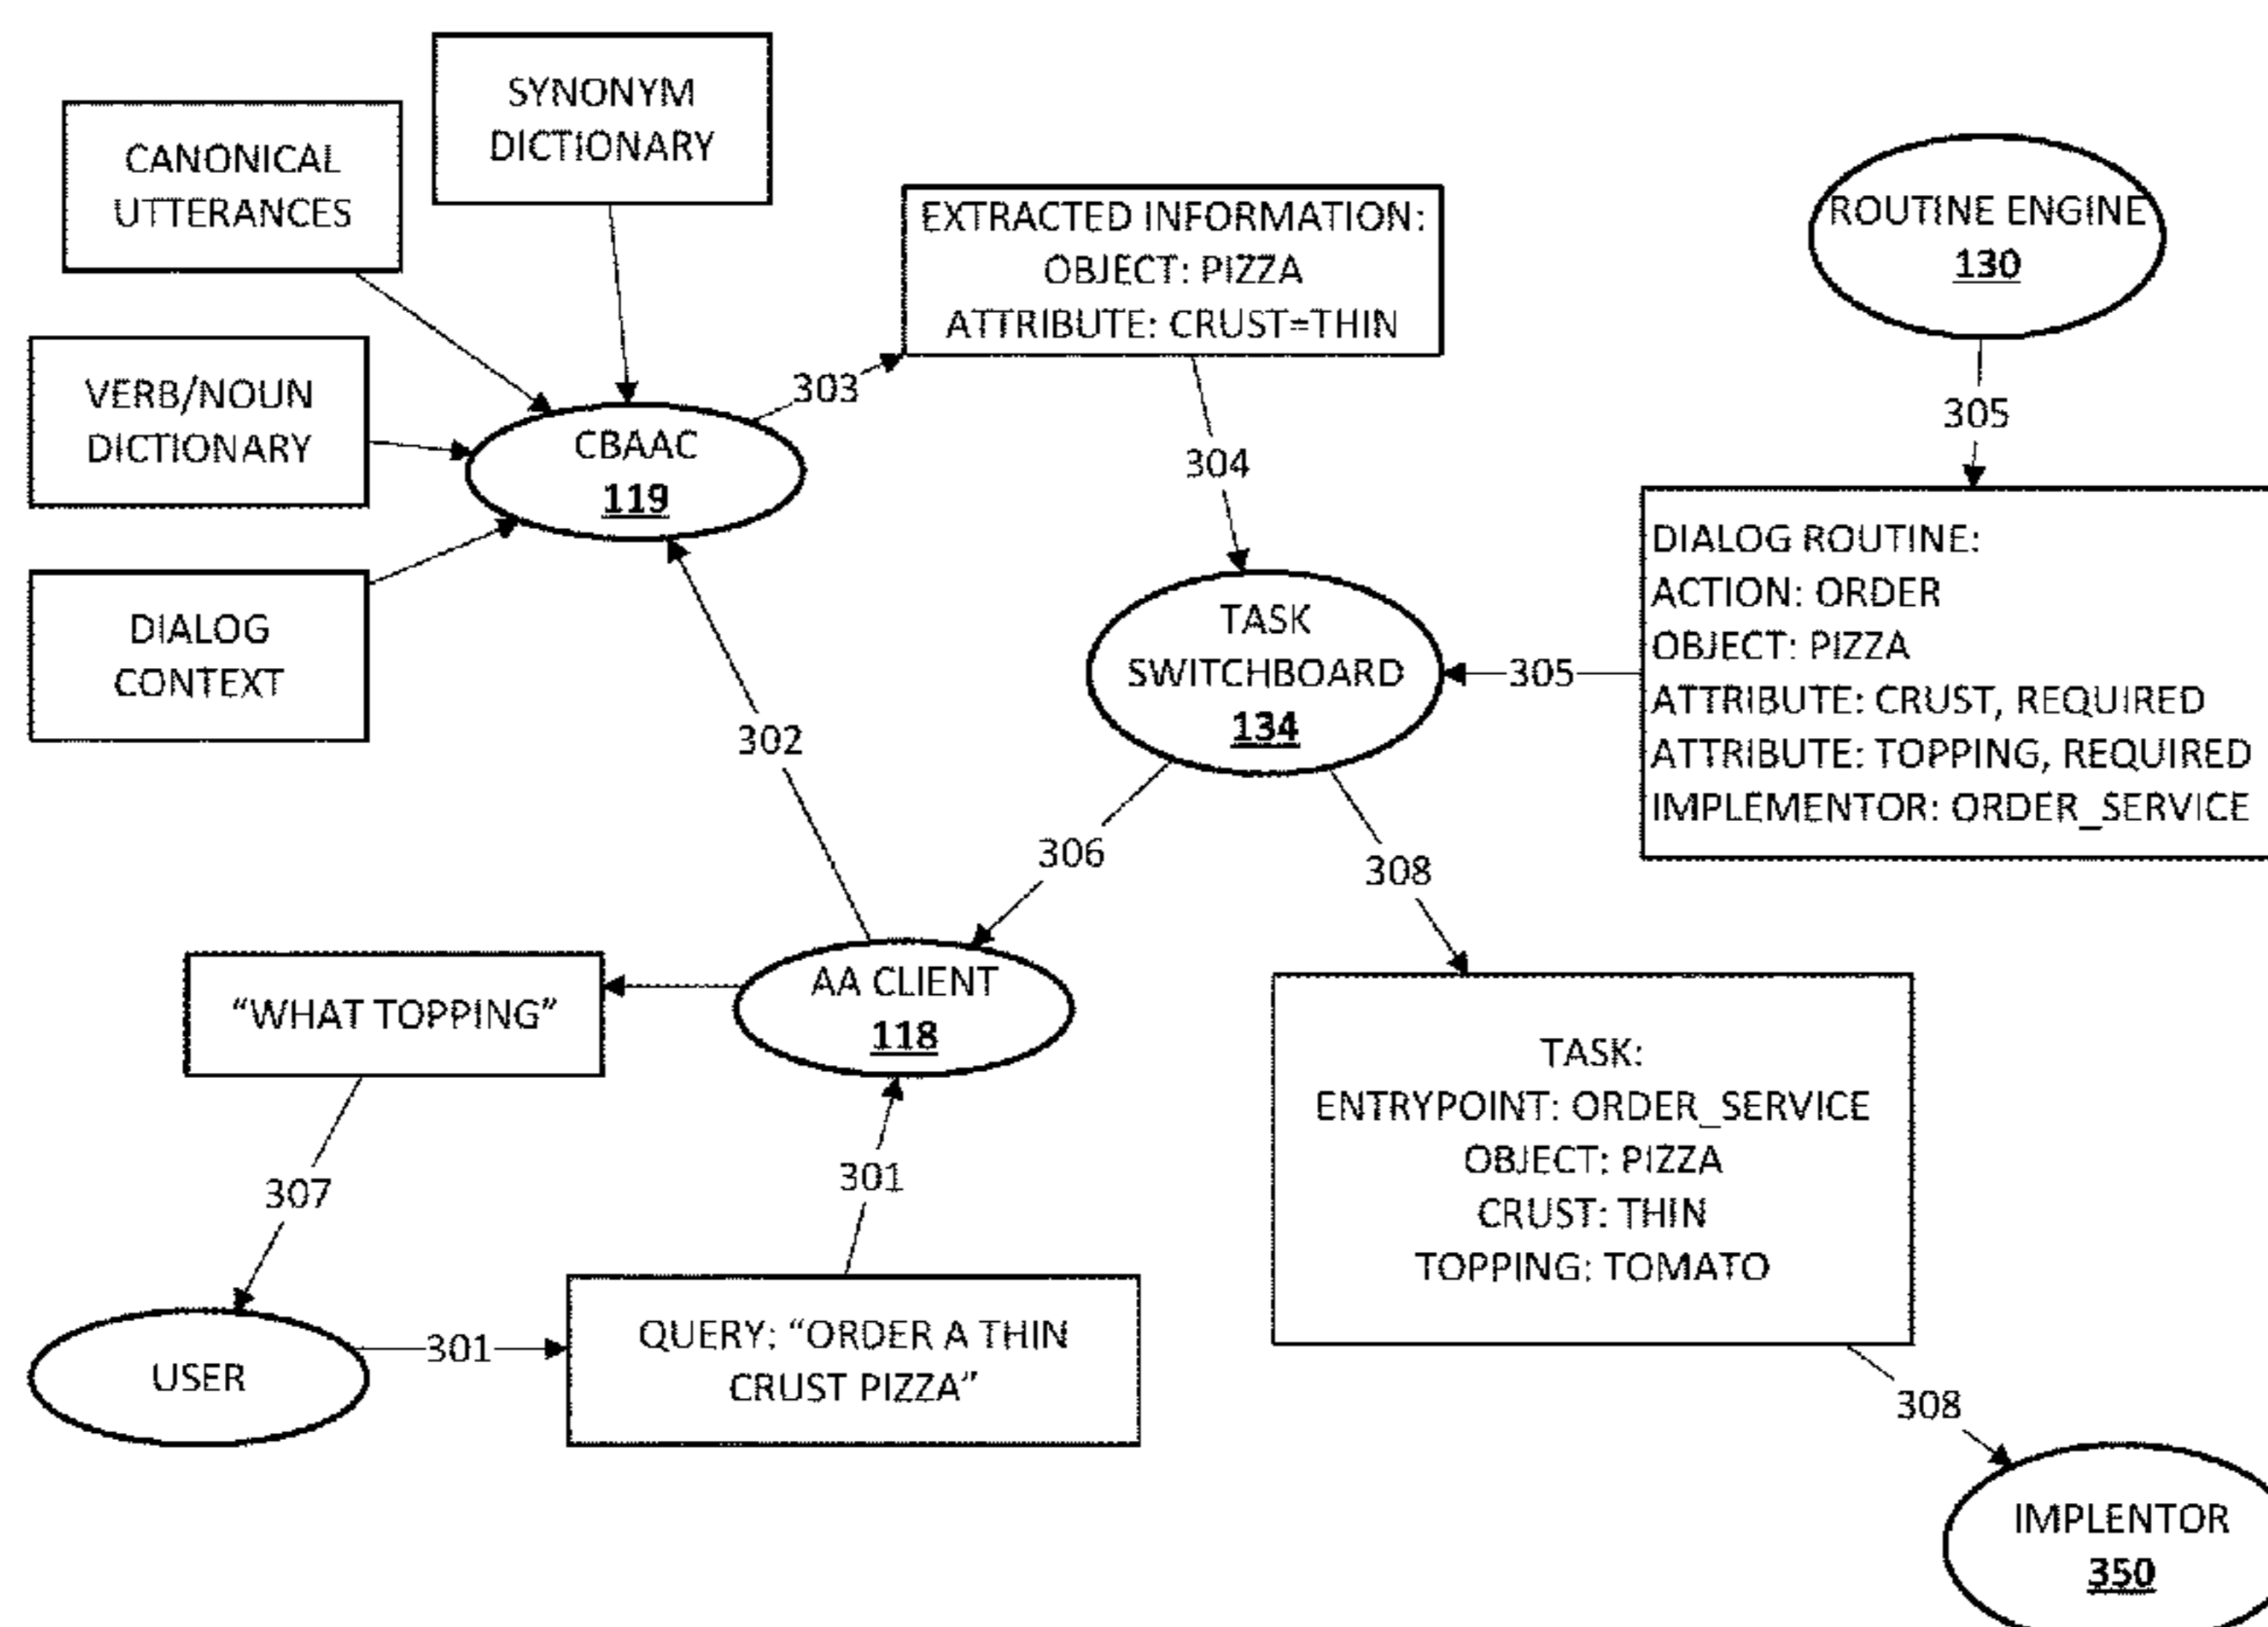 SYNONYM
DICTIONARY
CANONICAL
UTTERANCES
EXTRACTED INFORMATION:
OBJECT: PIZZA
ATTRIBUTE: CRUST=THIN
ROUTINE ENGINE
130
VERB/NOUN
DICTIONARY
303
CBAAC
119
304
305
DIALOG
CONTEXT
TASK
SWITCHBOARD
134
305
DIALOG ROUTINE:
ACTION: ORDER
OBJECT: PIZZA
ATTRIBUTE: CRUST, REQUIRED
ATTRIBUTE: TOPPING, REQUIRED
IMPLEMENTOR: ORDER_SERVICE
302
306
308
"WHAT TOPPING"
AA CLIENT
118
TASK:
ENTRYPOINT: ORDER_SERVICE
OBJECT: PIZZA
CRUST: THIN
TOPPING: TOMATO
307
301
USER
301
QUERY: "ORDER A THIN
CRUST PIZZA"
308
IMPLENTOR
350